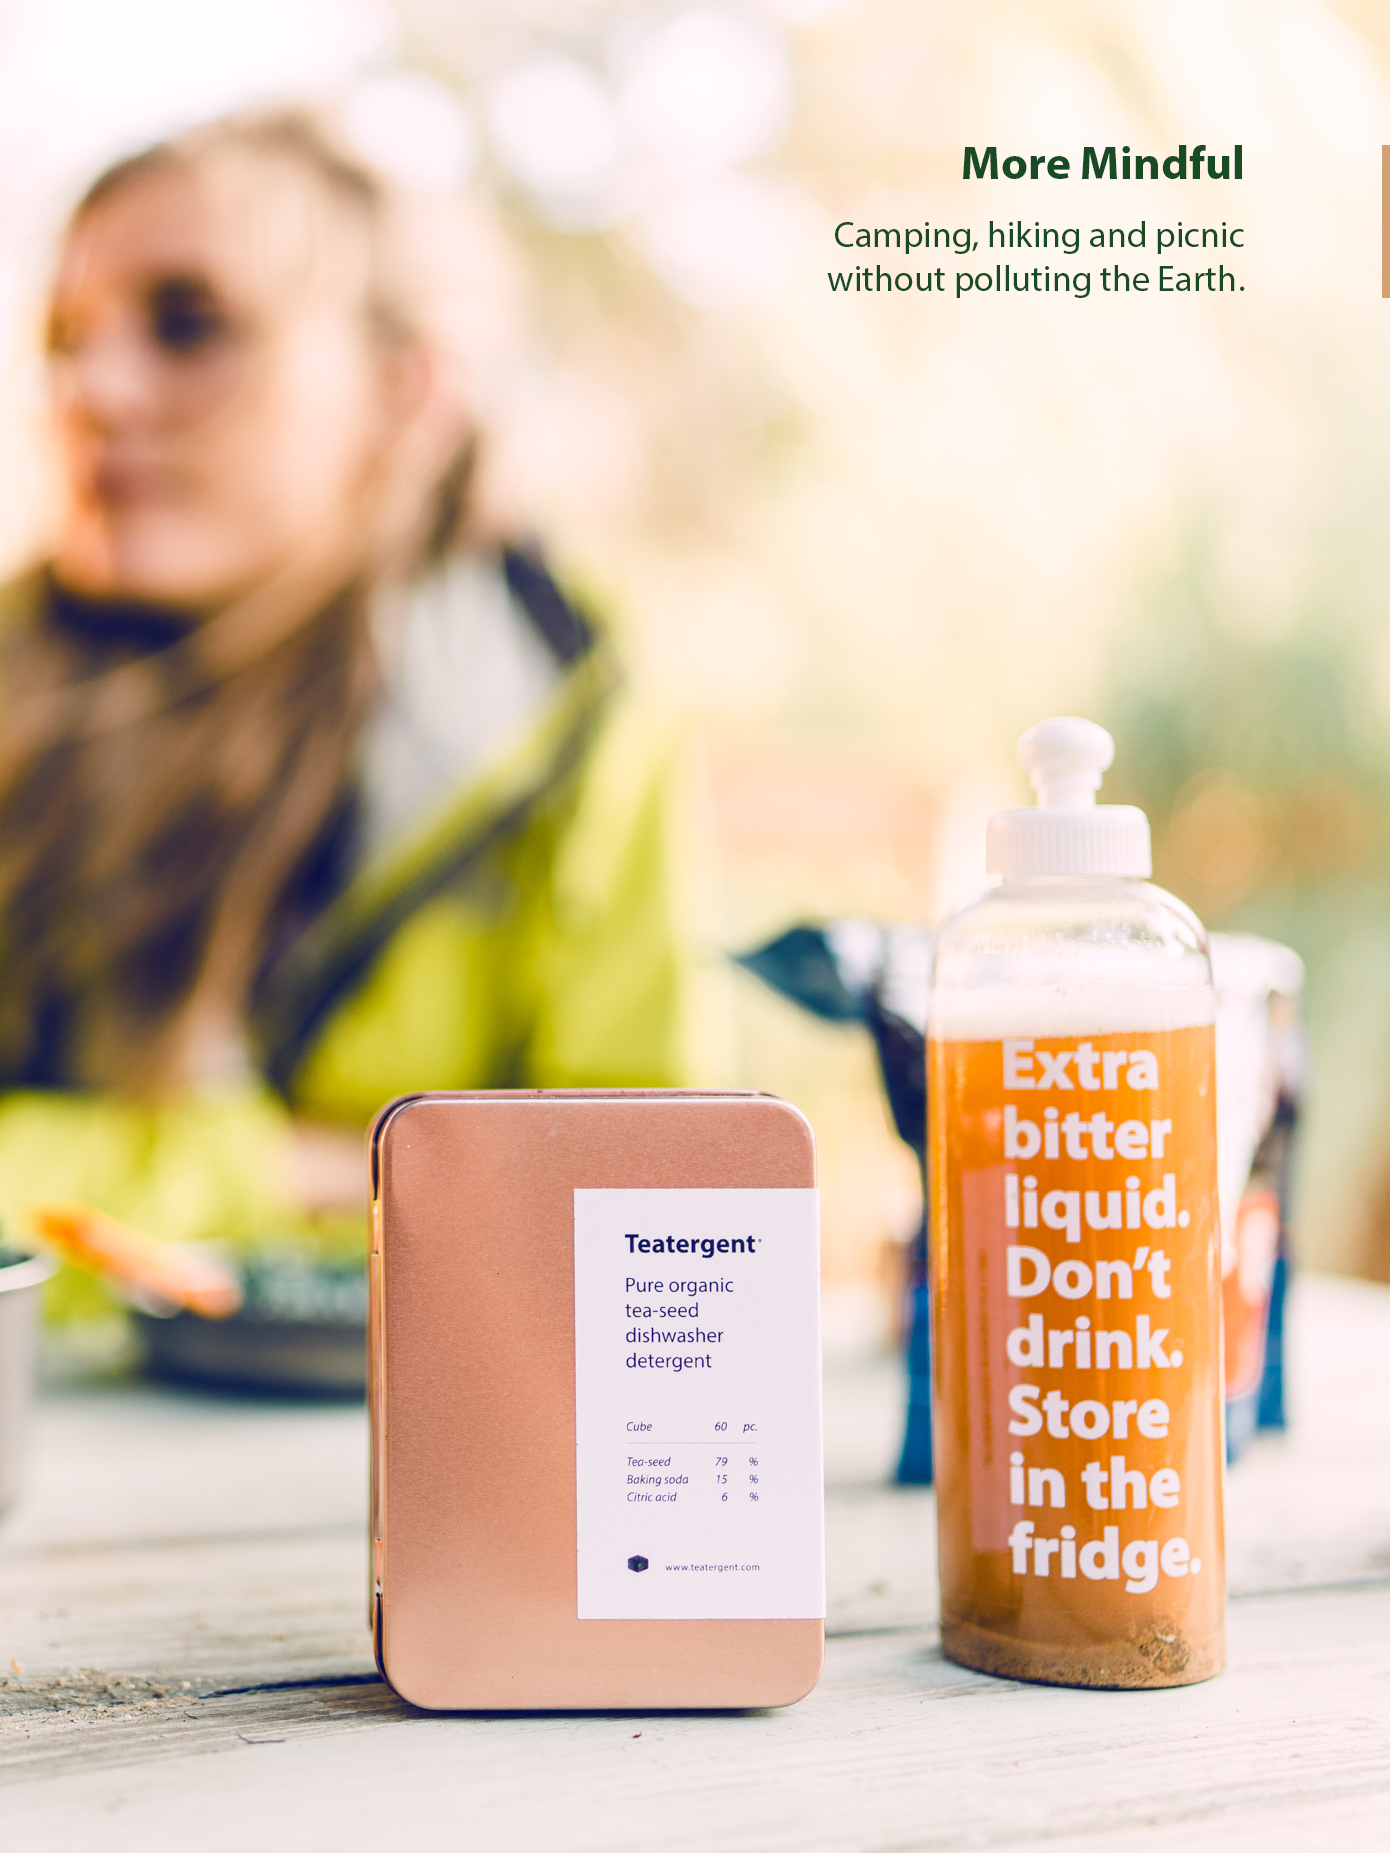 More Mindful
Camping, hiking and picnic
without polluting the Earth.
Extra
bitter
liquid.
Don't
drink.
Store
in the
fridge.
Teatergent
Pure organic
tea-seed
dishwasher
detergent
Cube 60 pc.
Tea-seed 79 %
Baking soda 15 %
Citric acid 6 %
www.teatergent.com